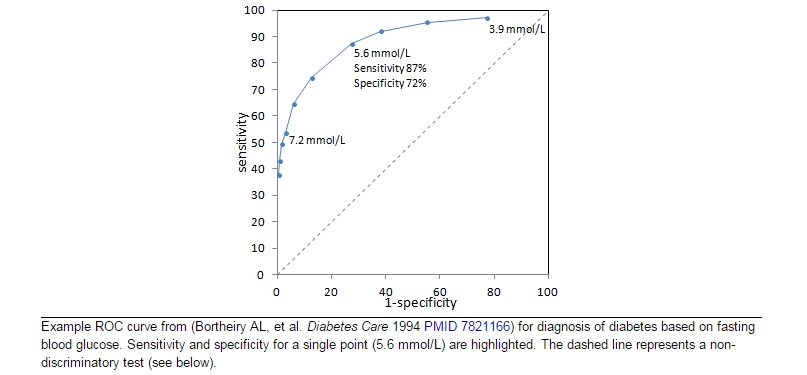 100
90
80
70
60
50
40
30
20
10
0
sensitivity
3.9 mmol/L
5.6 mmol/L
Sensitivity 87%
Specificity 72%
7.2 mmol/L
0 20 40 60 80 100
1-specificity
Example ROC curve from (Bortheiry AL, et al. Diabetes Care 1994 PMID 7821166) for diagnosis of diabetes based on fasting
blood glucose. Sensitivity and specificity for a single point (5.6 mmol/L) are highlighted. The dashed line represents a non-
discriminatory test (see below).